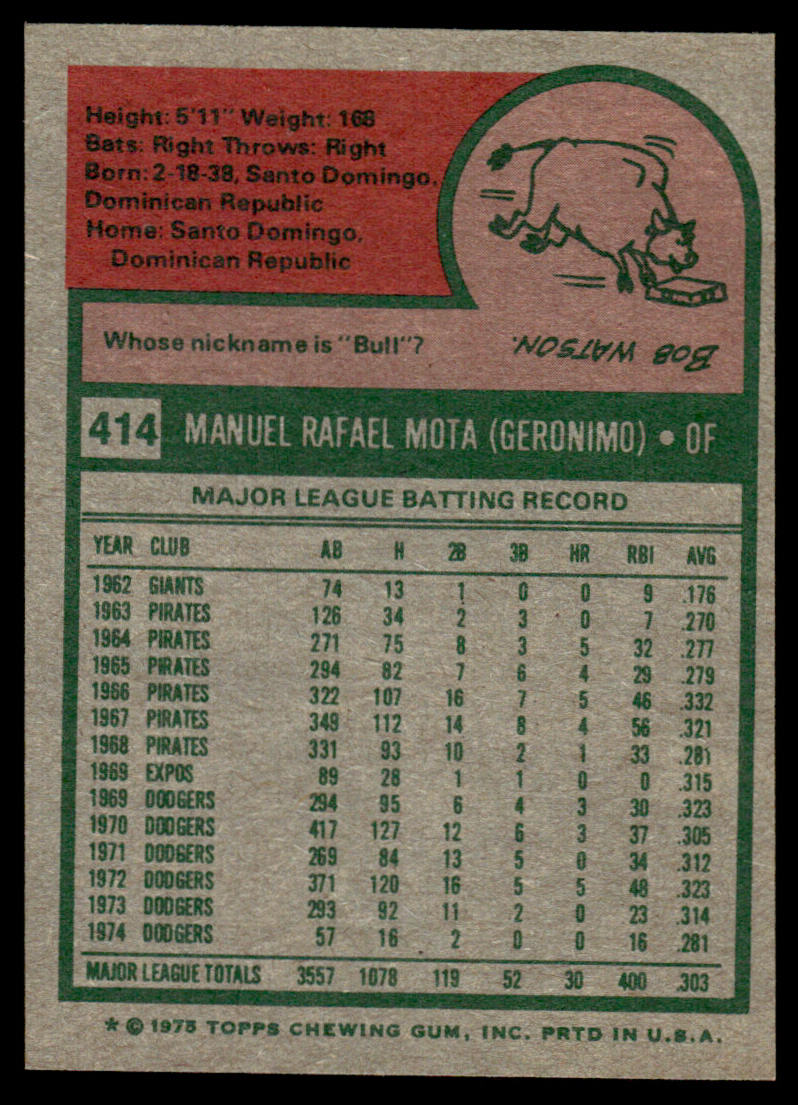 Height: 5'11" Weight: 168
Bats: Right Throws: Right
Born: 2-18-38, Santo Domingo,
Dominican Republic
Home: Santo Domingo,
Dominican Republic
Whose nickname is "Bull"?
BOB WATSON.
414 MANUEL RAFAEL MOTA (GERONIMO) • OF
MAJOR LEAGUE BATTING RECORD
YEAR CLUB AB H 2B 3B HR RBI AVG
1962 GIANTS 74 13 1 0 0 9 .176
1963 PIRATES 126 34 2 3 0 7 .270
1964 PIRATES 271 75 8 3 5 32 .277
1965 PIRATES 294 82 7 6 4 29 .279
1966 PIRATES 322 107 16 7 5 46 .332
1967 PIRATES 349 112 14 8 4 56 .321
1968 PIRATES 331 93 10 2 1 33 .281
1969 EXPOS 89 28 1 1 0 0 .315
1969 DODGERS 294 95 6 4 3 30 .323
1970 DODGERS 417 127 12 6 3 37 .305
1971 DODGERS 269 84 13 5 0 34 .312
1972 DODGERS 371 120 16 5 5 48 .323
1973 DODGERS 293 92 11 2 0 23 .314
1974 DODGERS 57 16 2 0 0 16 .281
MAJOR LEAGUE TOTALS 3557 1078 119 52 30 400 .303
* © 1975 TOPPS CHEWING GUM, INC. PRTD IN U.S.A.